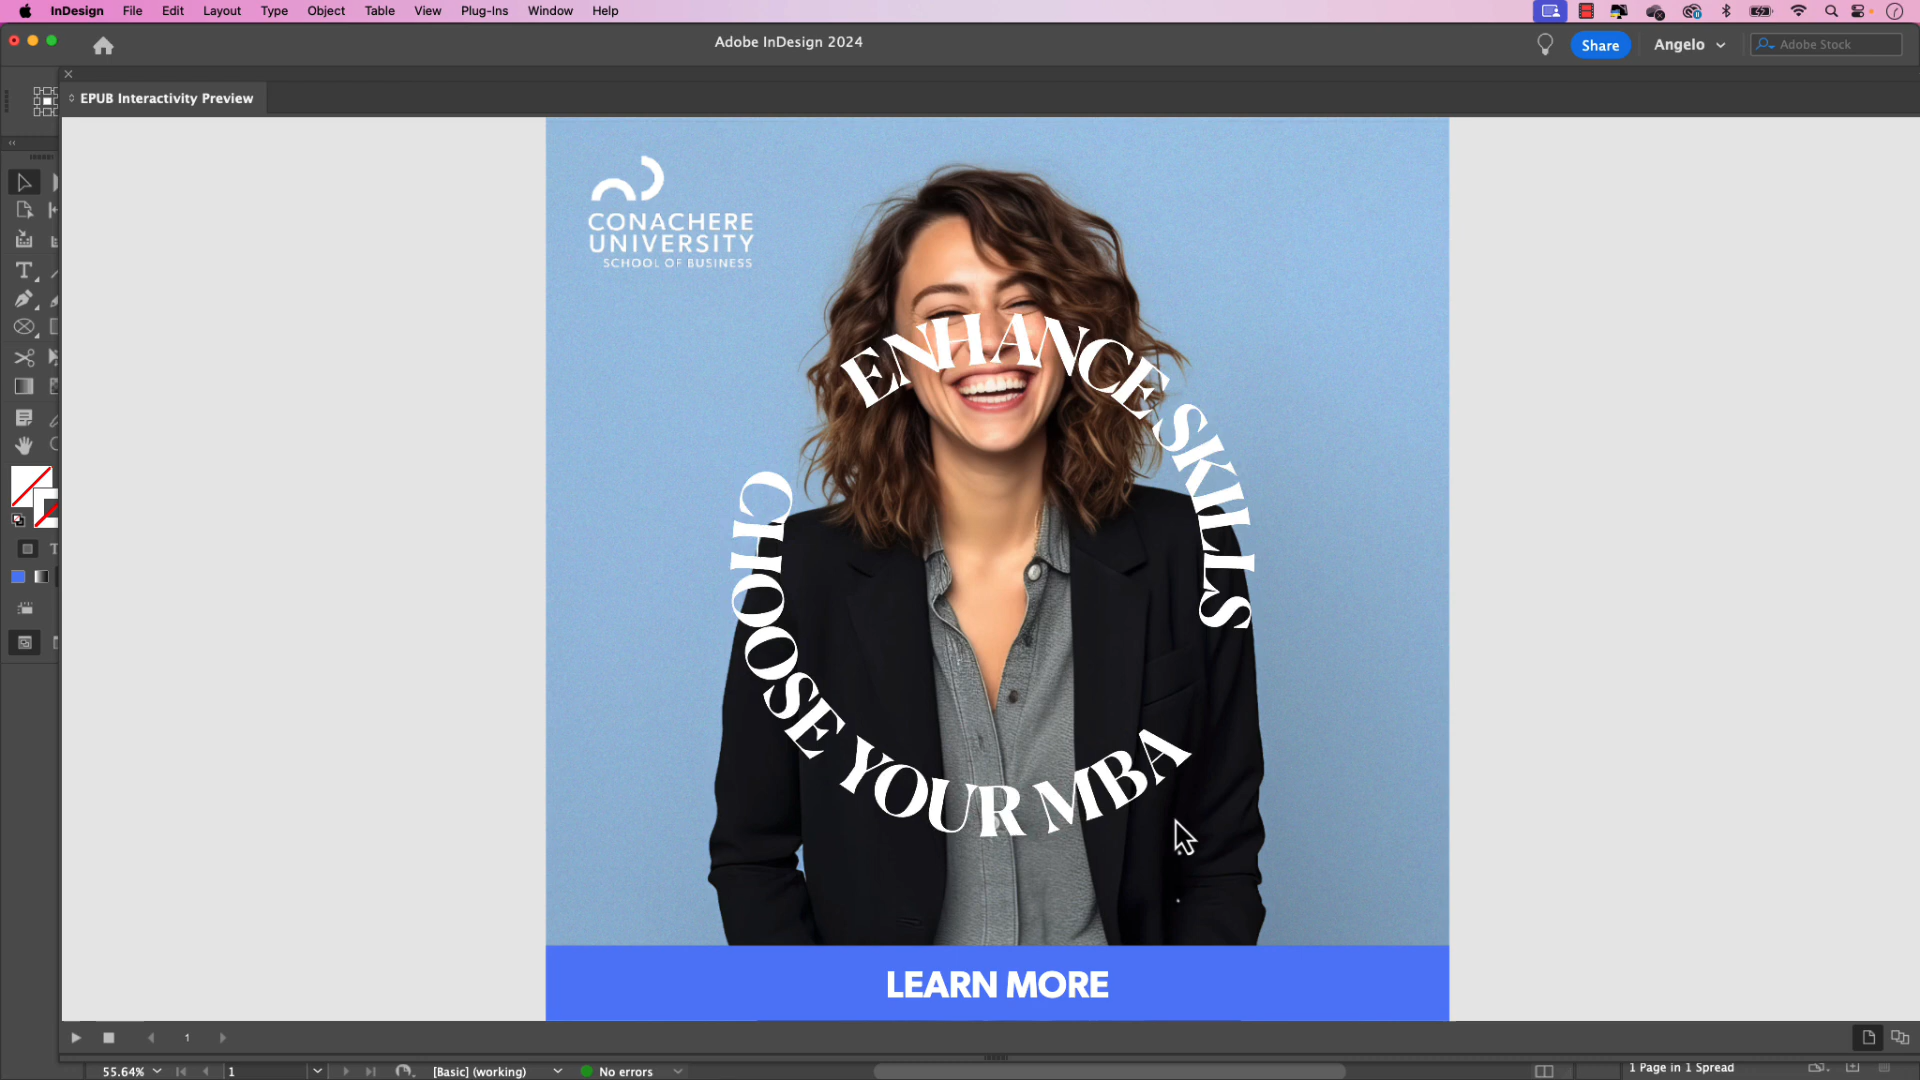 InDesign File Edit Layout Type Object Table View Plug-Ins Window Help
Adobe InDesign 2024
Share
Angelo
Adobe Stock
EPUB Interactivity Preview
CONACHERE
UNIVERSITY
SCHOOL OF BUSINESS
ENHANCE SKILLS
CHOOSE YOUR MBA
LEARN MORE
1
55.64%
1
[Basic] (working)
No errors
1 Page in 1 Spread